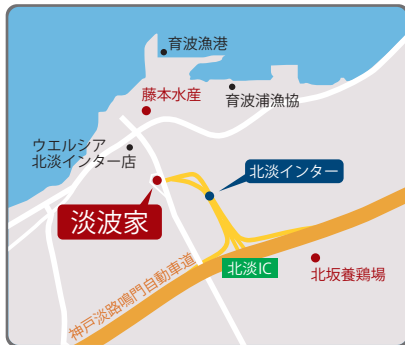 育波漁港
藤本水産
育波浦漁協
ウエルシア
北淡インター店
北淡インター
淡波家
北淡IC
北坂養鶏場
神戸淡路鳴門自動車道